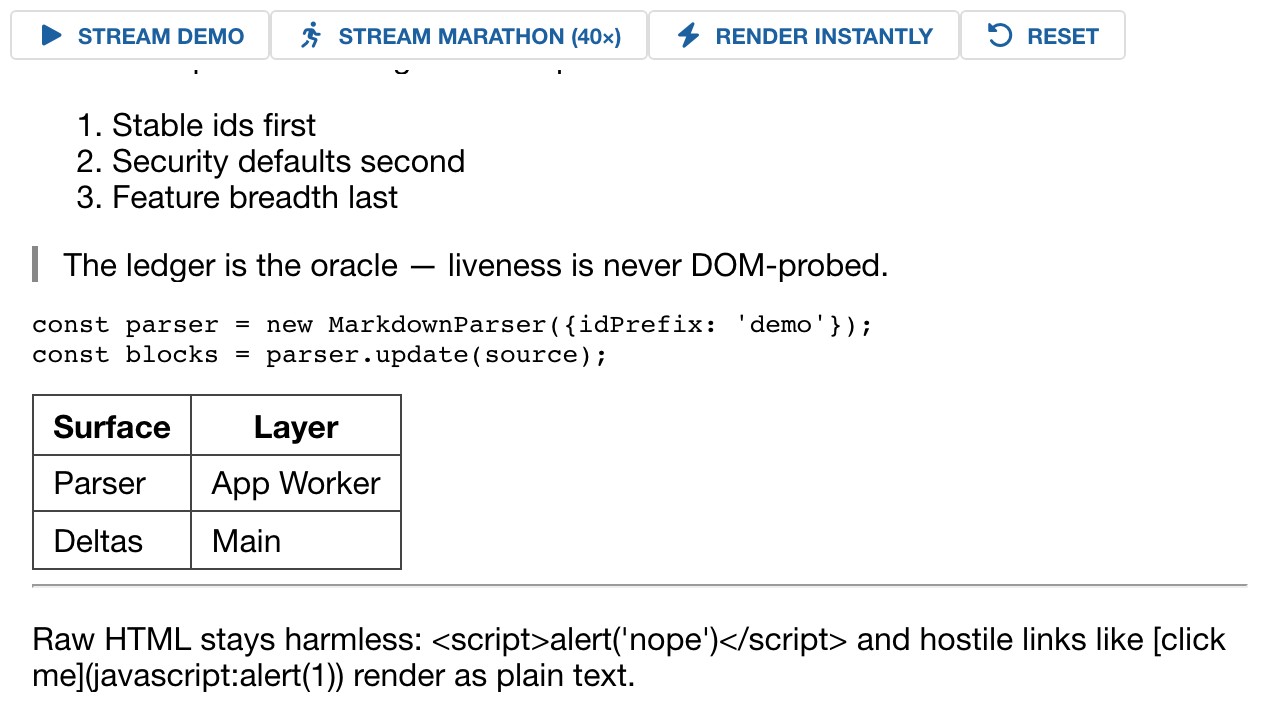 STREAM DEMO STREAM MARATHON (40×) RENDER INSTANTLY RESET
1. Stable ids first
2. Security defaults second
3. Feature breadth last
The ledger is the oracle — liveness is never DOM-probed.
const parser = new MarkdownParser({idPrefix: 'demo'});
const blocks = parser.update(source);
Surface Layer
Parser App Worker
Deltas Main
Raw HTML stays harmless: <script>alert('nope')</script> and hostile links like [click
me](javascript:alert(1)) render as plain text.